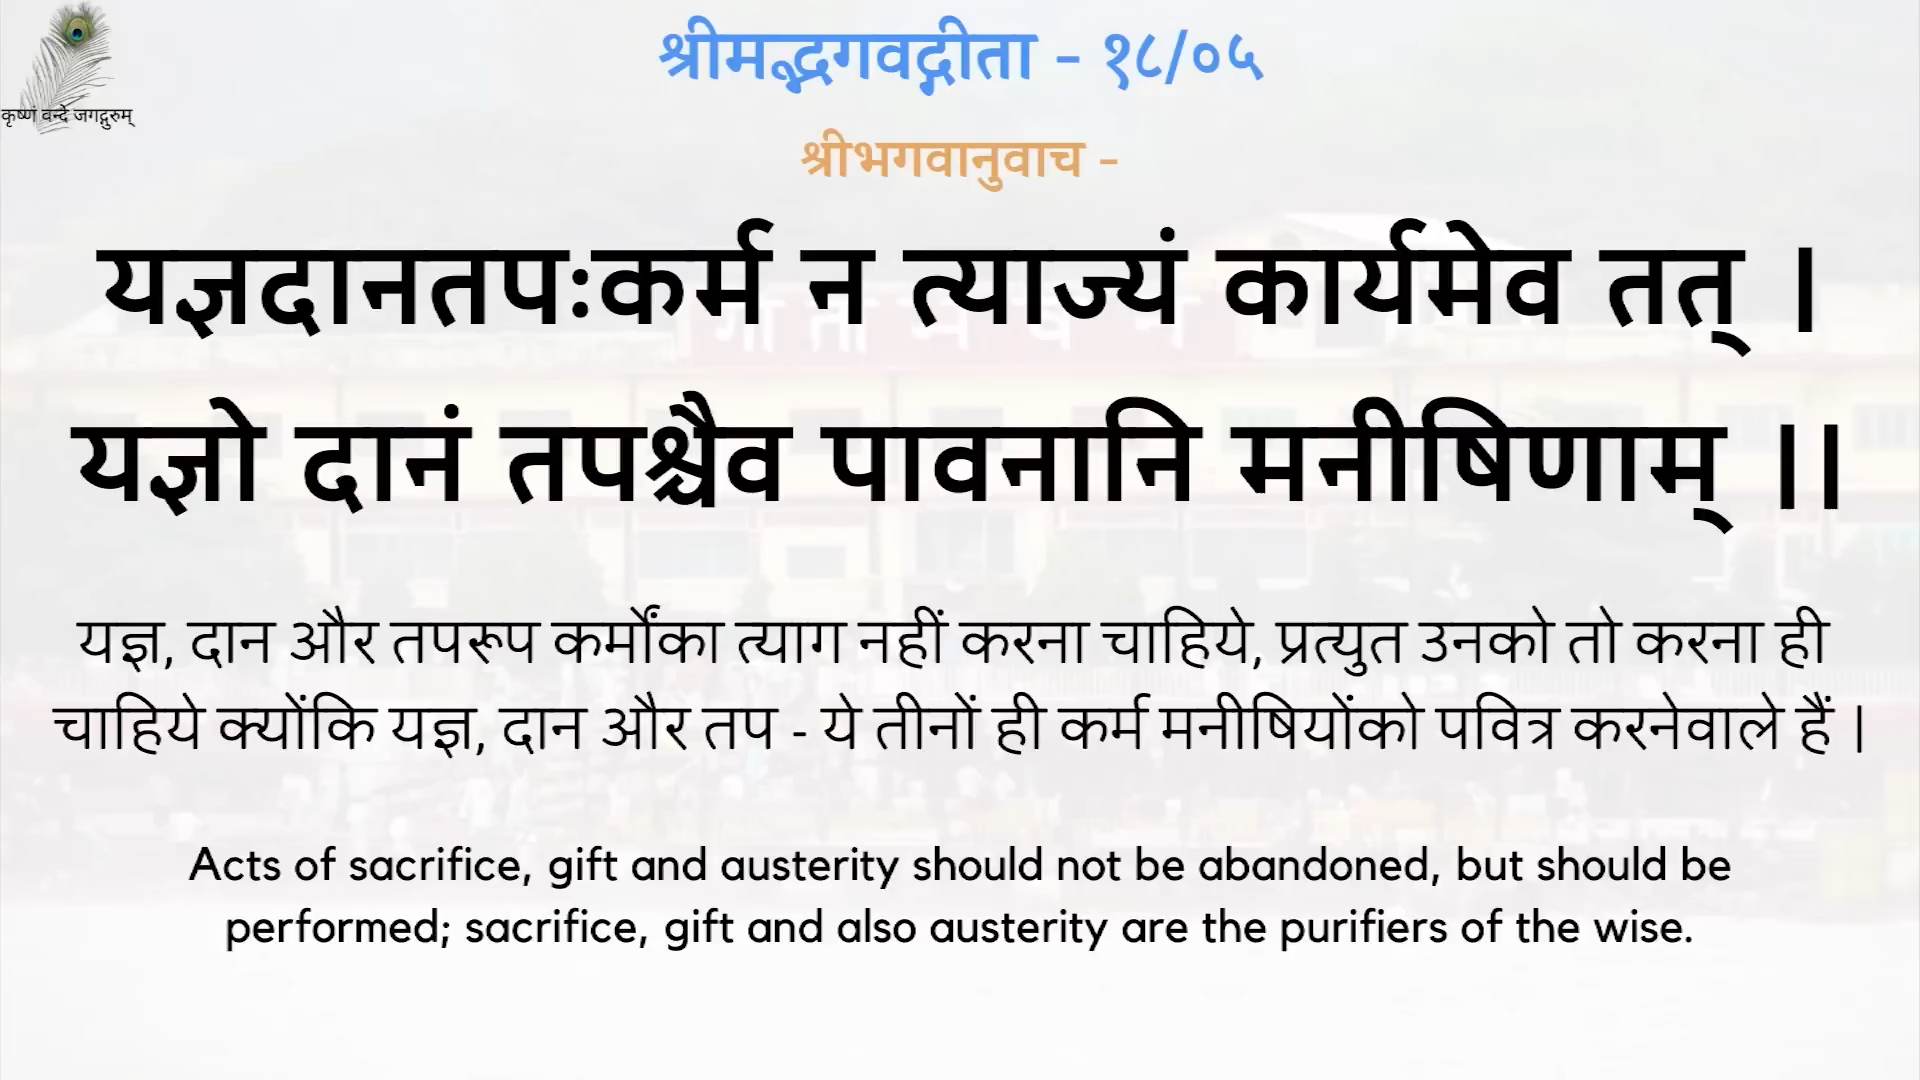 श्रीमद्भगवद्गीता - १८/०५
कृष्णं वन्दे जगद्गुरुम्
श्रीभगवानुवाच -
यज्ञदानतपःकर्म न त्याज्यं कार्यमेव तत् ।
यज्ञो दानं तपश्चैव पावनानि मनीषिणाम् ।।
यज्ञ, दान और तपरूप कर्मोंका त्याग नहीं करना चाहिये, प्रत्युत उनको तो करना ही
चाहिये क्योंकि यज्ञ, दान और तप - ये तीनों ही कर्म मनीषियोंको पवित्र करनेवाले हैं ।
Acts of sacrifice, gift and austerity should not be abandoned, but should be
performed; sacrifice, gift and also austerity are the purifiers of the wise.